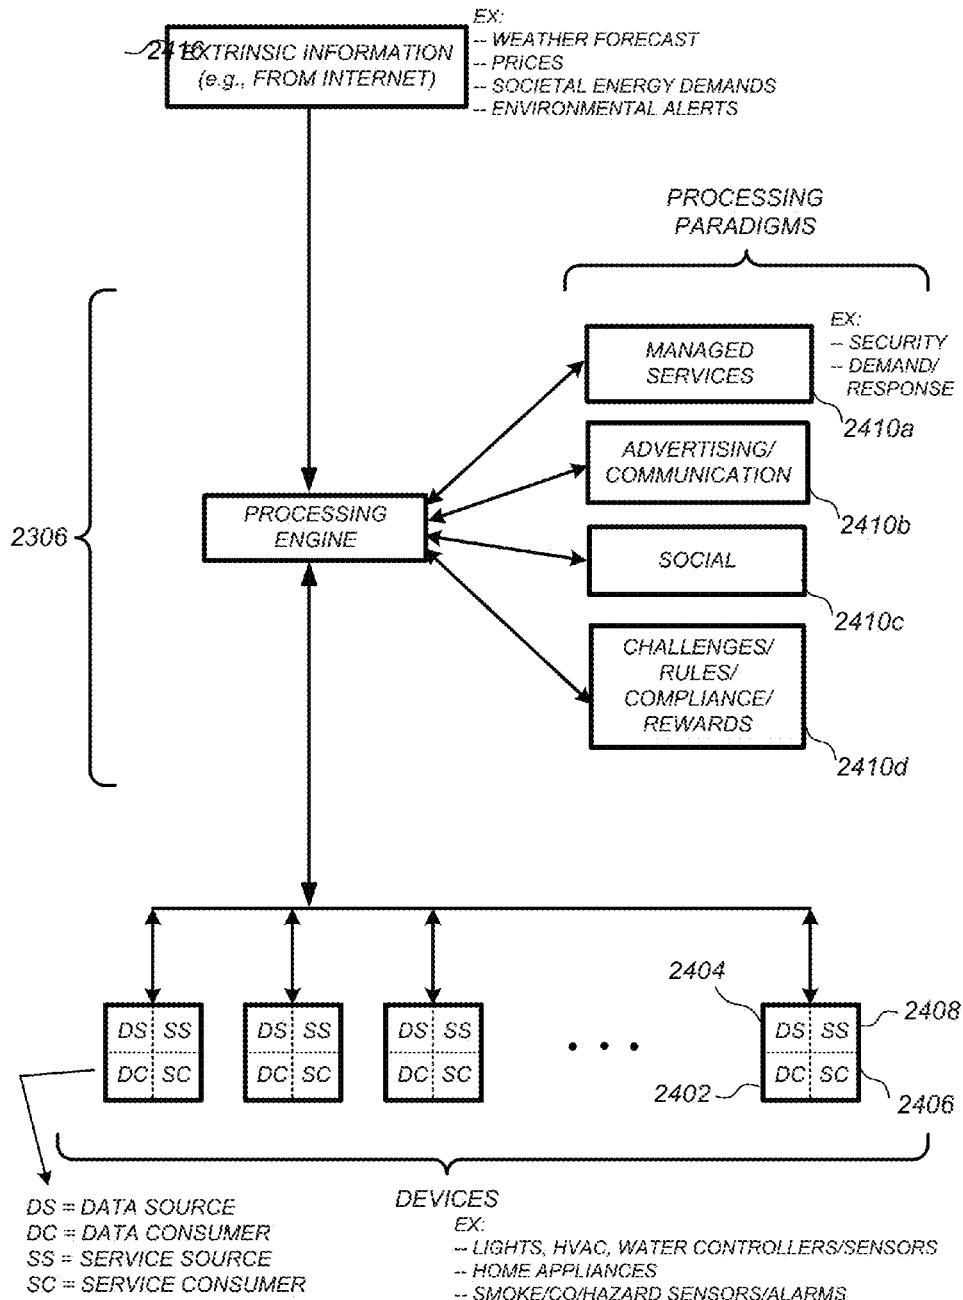 2416
EXTRINSIC INFORMATION
(e.g., FROM INTERNET)
EX:
-- WEATHER FORECAST
-- PRICES
-- SOCIETAL ENERGY DEMANDS
-- ENVIRONMENTAL ALERTS
PROCESSING
PARADIGMS
MANAGED
SERVICES
EX:
-- SECURITY
-- DEMAND/
RESPONSE
2410a
ADVERTISING/
COMMUNICATION
2410b
2306
PROCESSING
ENGINE
SOCIAL
2410c
CHALLENGES/
RULES/
COMPLIANCE/
REWARDS
2410d
2404
2408
DS SS
DC SC
DS SS
DC SC
DS SS
DC SC
• • •
DS SS
DC SC
2402
2406
DS = DATA SOURCE
DC = DATA CONSUMER
SS = SERVICE SOURCE
SC = SERVICE CONSUMER
DEVICES
EX:
-- LIGHTS, HVAC, WATER CONTROLLERS/SENSORS
-- HOME APPLIANCES
-- SMOKE/CO/HAZARD SENSORS/ALARMS